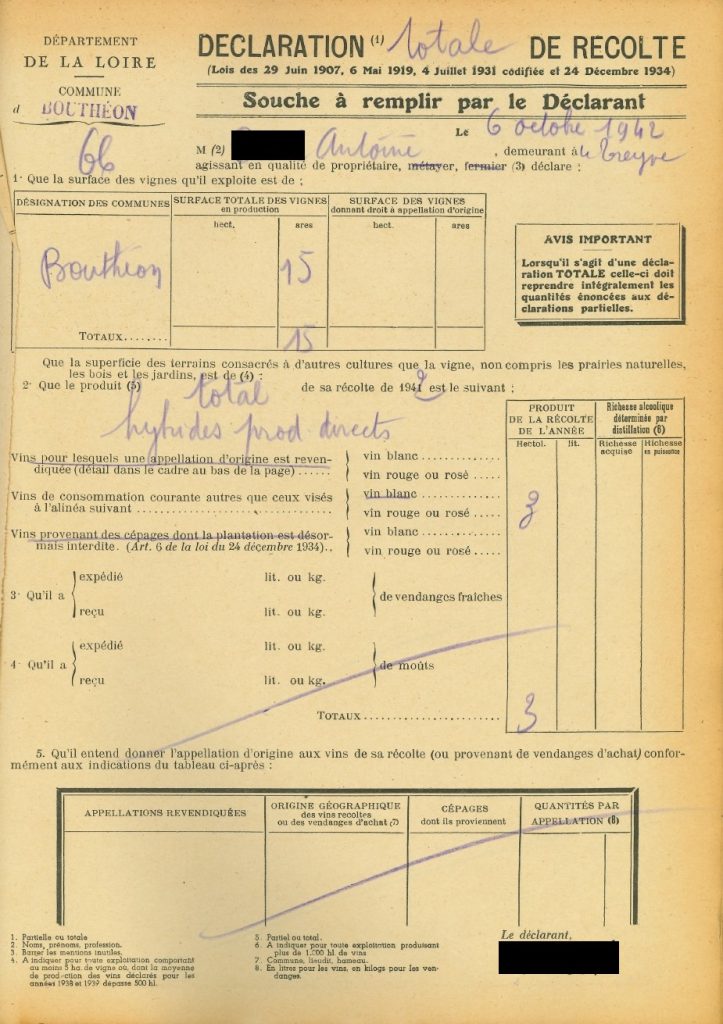 DÉPARTEMENT
DE LA LOIRE
COMMUNE
d BOUTHÉON
66
DECLARATION (1) totale DE RECOLTE
(Lois des 29 Juin 1907, 6 Mai 1919, 4 Juillet 1931 codifiée et 24 Décembre 1934)
Souche à remplir par le Déclarant
Le 6 octobre 1942
M (2) Antoine , demeurant à le Treyve
agissant en qualité de propriétaire, métayer, fermier (3) déclare :
1° Que la surface des vignes qu'il exploite est de :
DÉSIGNATION DES COMMUNES SURFACE TOTALE DES VIGNES en production SURFACE DES VIGNES donnant droit à appellation d'origine
hect. ares hect. ares
Bouthéon 15
TOTAUX........ 15
AVIS IMPORTANT
Lorsqu'il s'agit d'une décla-
ration TOTALE celle-ci doit
reprendre intégralement les
quantités énoncées aux dé-
clarations partielles.
Que la superficie des terrains consacrés à d'autres cultures que la vigne, non compris les prairies naturelles,
les bois et les jardins, est de (4) :
2° Que le produit (5) total de sa récolte de 1942 est le suivant :
hybrides prod. directs
PRODUIT DE LA RÉCOLTE DE L'ANNÉE
Hectol. lit.
Richesse alcoolique déterminée par distillation (6)
Richesse acquise Richesse en puissance
Vins pour lesquels une appellation d'origine est reven-
diquée (détail dans le cadre au bas de la page)
vin blanc
vin rouge ou rosé
Vins de consommation courante autres que ceux visés
à l'alinéa suivant
vin blanc
vin rouge ou rosé 3
Vins provenant des cépages dont la plantation est désor-
mais interdite. (Art. 6 de la loi du 24 décembre 1934)..
vin blanc
vin rouge ou rosé
3° Qu'il a
expédié lit. ou kg.
reçu lit. ou kg.
de vendanges fraîches
4° Qu'il a
expédié lit. ou kg.
reçu lit. ou kg.
de moûts
TOTAUX 3
5. Qu'il entend donner l'appellation d'origine aux vins de sa récolte (ou provenant de vendanges d'achat) confor-
mément aux indications du tableau ci-après :
APPELLATIONS REVENDIQUÉES ORIGINE GÉOGRAPHIQUE des vins recoltes ou des vendanges d'achat (7) CÉPAGES dont ils proviennent QUANTITÉS PAR APPELLATION (8)
1. Partielle ou totale
2. Noms, prénoms, profession.
3. Barrer les mentions inutiles.
4. A indiquer pour toute exploitation comportant
au moins 5 ha. de vigne où, dont la moyenne
de production des vins déclarés pour les
années 1938 et 1939 dépasse 500 hl.
5. Partiel ou total.
6. A indiquer pour toute exploitation produisant
plus de 1.000 hl. de vins
7. Commune, lieudit, hameau.
8. En litres pour les vins, en kilogs pour les ven-
danges.
Le déclarant,